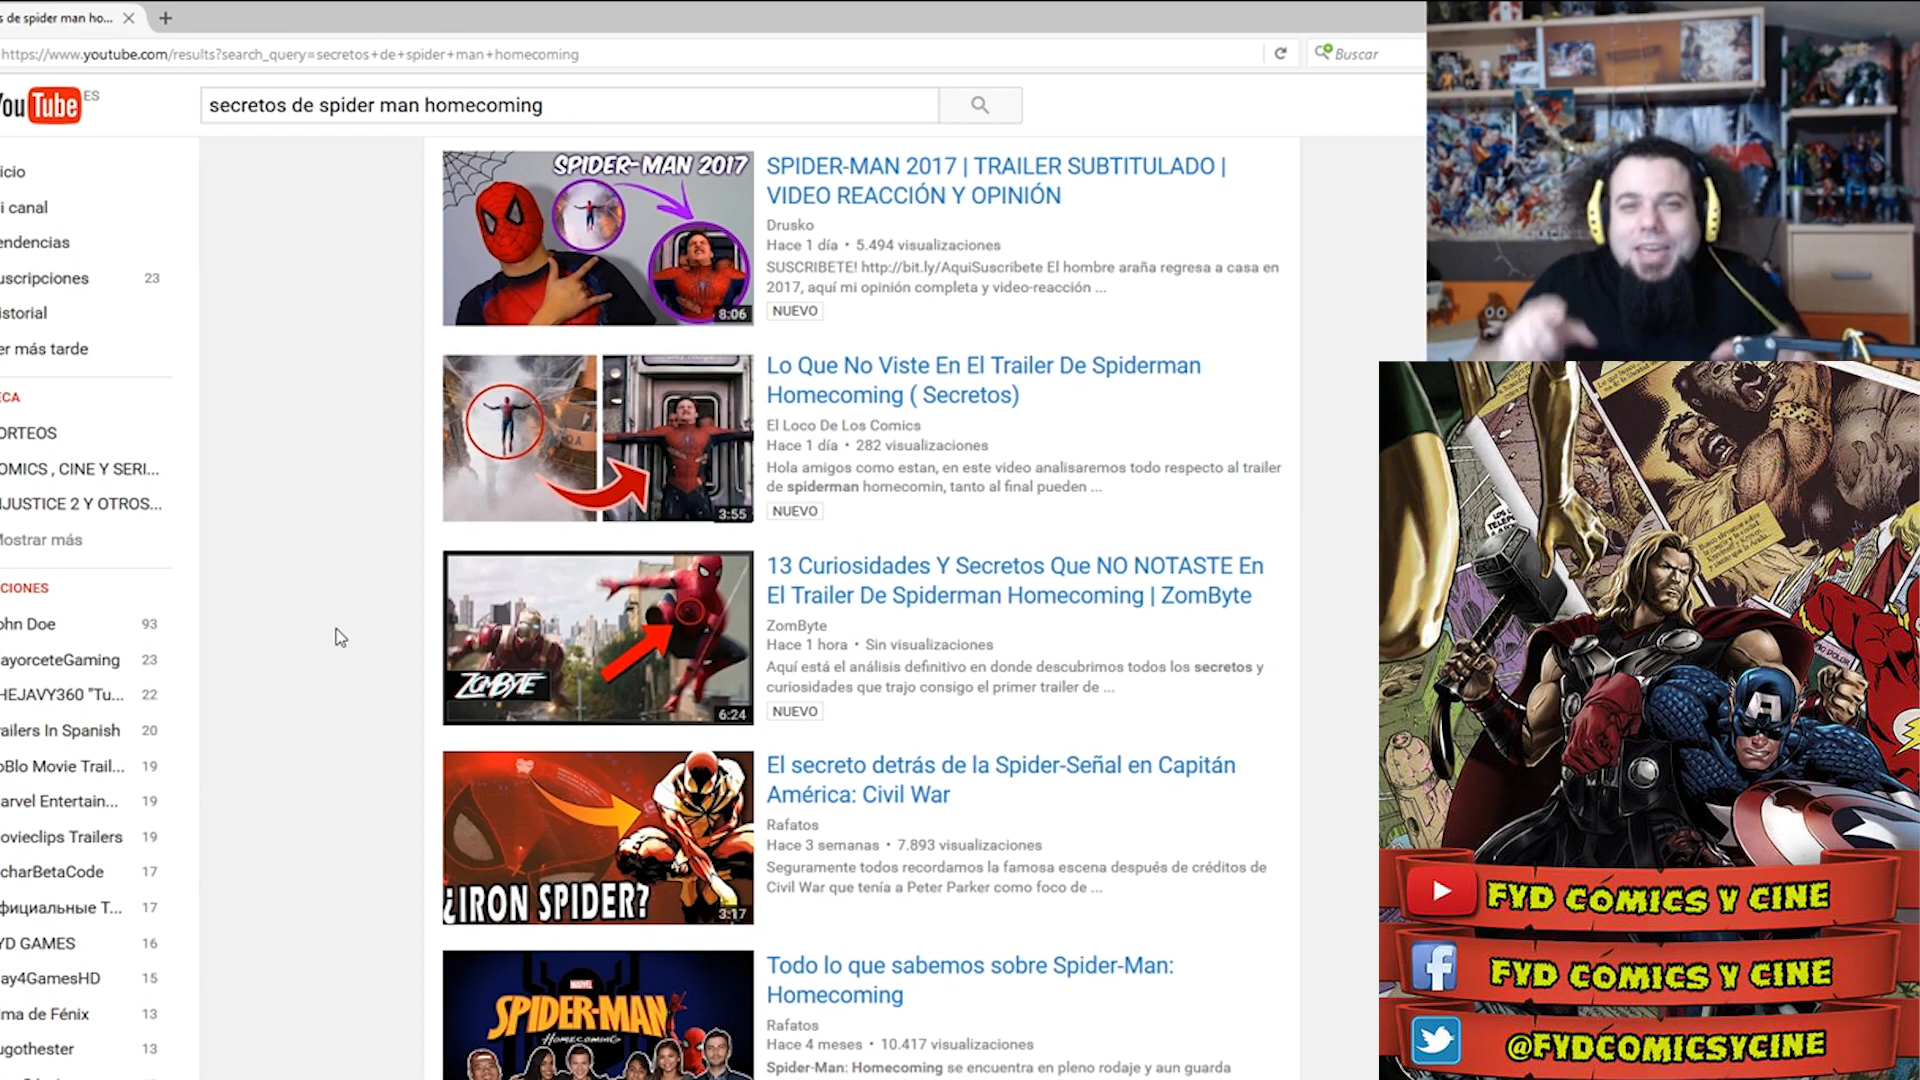 s de spider man ho...
https://www.youtube.com/results?search_query=secretos+de+spider+man+homecoming
Buscar
You Tube ES
secretos de spider man homecoming
icio
i canal
endencias
uscripciones 23
istorial
er más tarde
ECA
ORTEOS
OMICS , CINE Y SERI...
NJUSTICE 2 Y OTROS...
Mostrar más
CIONES
ohn Doe 93
ayorceteGaming 23
HEJAVY360 "Tu... 22
railers In Spanish 20
oBlo Movie Trail... 19
arvel Entertain... 19
ovieclips Trailers 19
charBetaCode 17
фициальные Т... 17
YD GAMES 16
lay4GamesHD 15
lma de Fénix 13
ugothester 13
SPIDER-MAN 2017
8:06
SPIDER-MAN 2017 | TRAILER SUBTITULADO |
VIDEO REACCIÓN Y OPINIÓN
Drusko
Hace 1 día • 5.494 visualizaciones
SUSCRIBETE! http://bit.ly/AquiSuscribete El hombre araña regresa a casa en
2017, aquí mi opinión completa y video-reacción ...
NUEVO
3:55
Lo Que No Viste En El Trailer De Spiderman
Homecoming ( Secretos)
El Loco De Los Comics
Hace 1 día • 282 visualizaciones
Hola amigos como estan, en este video analisaremos todo respecto al trailer
de spiderman homecomin, tanto al final pueden ...
NUEVO
ZOMBYTE
6:24
13 Curiosidades Y Secretos Que NO NOTASTE En
El Trailer De Spiderman Homecoming | ZomByte
ZomByte
Hace 1 hora • Sin visualizaciones
Aquí está el análisis definitivo en donde descubrimos todos los secretos y
curiosidades que trajo consigo el primer trailer de ...
NUEVO
¿IRON SPIDER?
3:17
El secreto detrás de la Spider-Señal en Capitán
América: Civil War
Rafatos
Hace 3 semanas • 7.893 visualizaciones
Seguramente todos recordamos la famosa escena después de créditos de
Civil War que tenía a Peter Parker como foco de ...
MARVEL
SPIDER-MAN
HOMECOMING
Todo lo que sabemos sobre Spider-Man:
Homecoming
Rafatos
Hace 4 meses • 10.417 visualizaciones
Spider-Man: Homecoming se encuentra en pleno rodaje y aun guarda
A
FYD COMICS Y CINE
FYD COMICS Y CINE
@FYDCOMICSYCINE